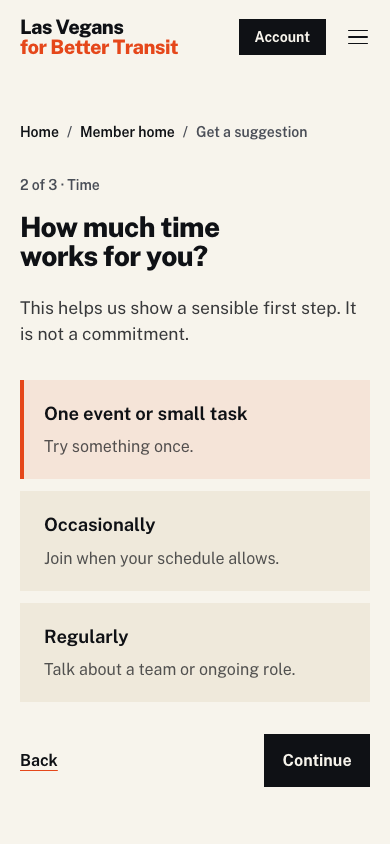 Las Vegans
for Better Transit
Account
Home / Member home / Get a suggestion
2 of 3 · Time
How much time
works for you?
This helps us show a sensible first step. It
is not a commitment.
One event or small task
Try something once.
Occasionally
Join when your schedule allows.
Regularly
Talk about a team or ongoing role.
Back
Continue